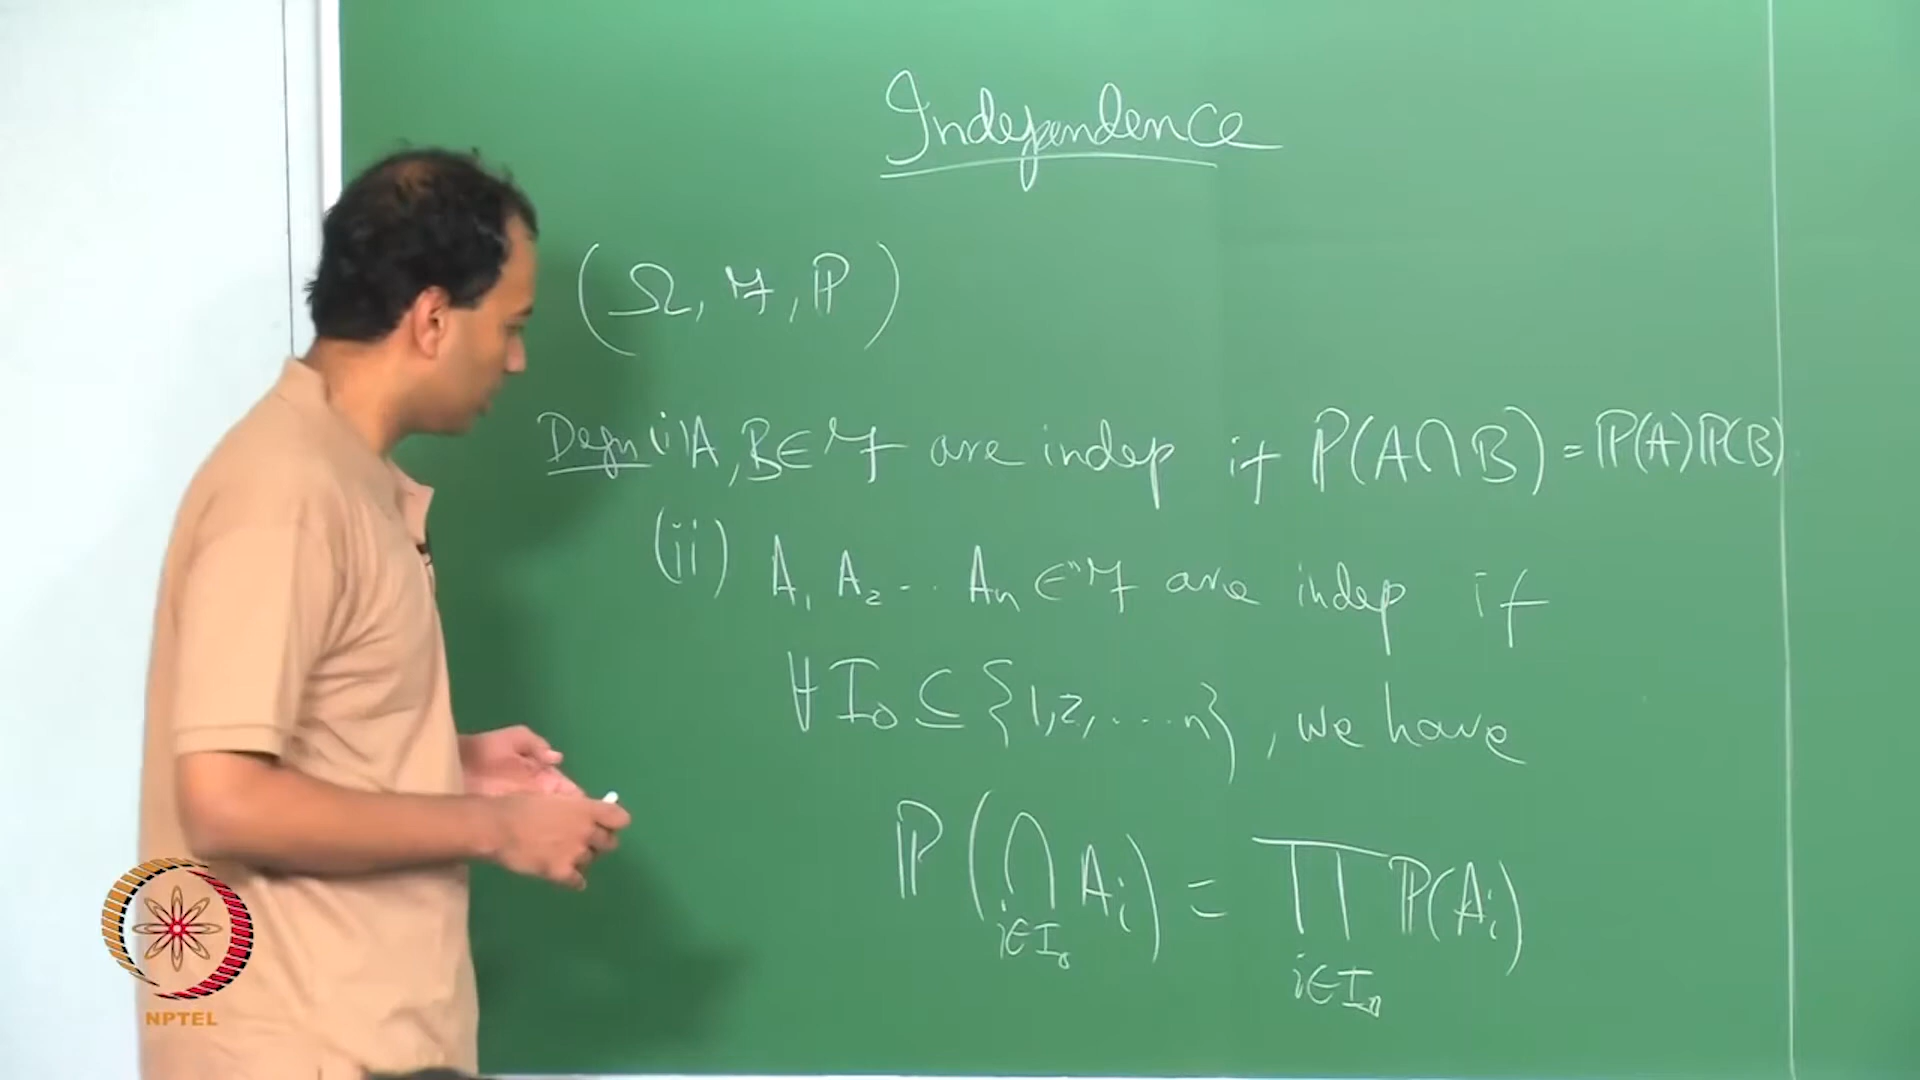 Independence
(Ω, ℱ, ℙ)
Defn (i) A, B ∈ ℱ are indep if ℙ(A ∩ B) = ℙ(A)ℙ(B)
(ii) A₁ A₂ ... Aₙ ∈ ℱ are indep if
∀ I₀ ⊆ {1,2,....n}, we have
ℙ(⋂_{i∈I₀} Aᵢ) = ∏_{i∈I₀} ℙ(Aᵢ)
NPTEL